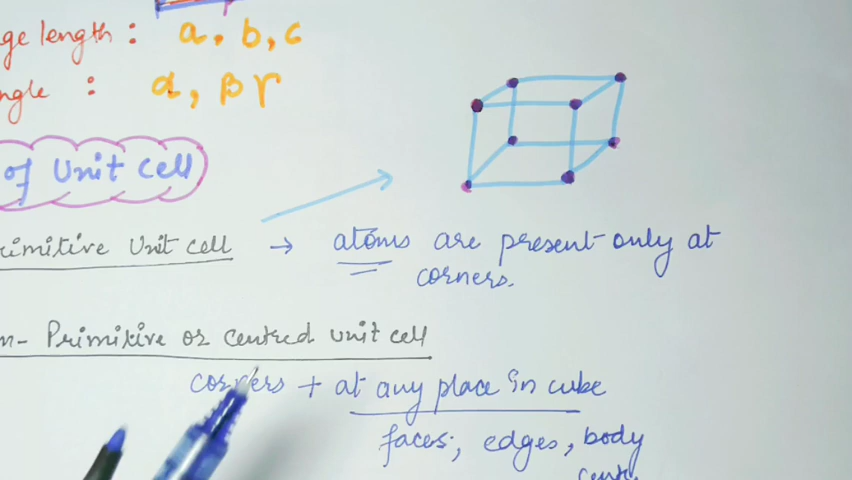 ge length : a, b, c
ngle : α, β γ
of Unit Cell
rimitive Unit cell → atoms are present only at
corners.
n- Primitive or centred unit cell
corners + at any place in cube
faces, edges, body